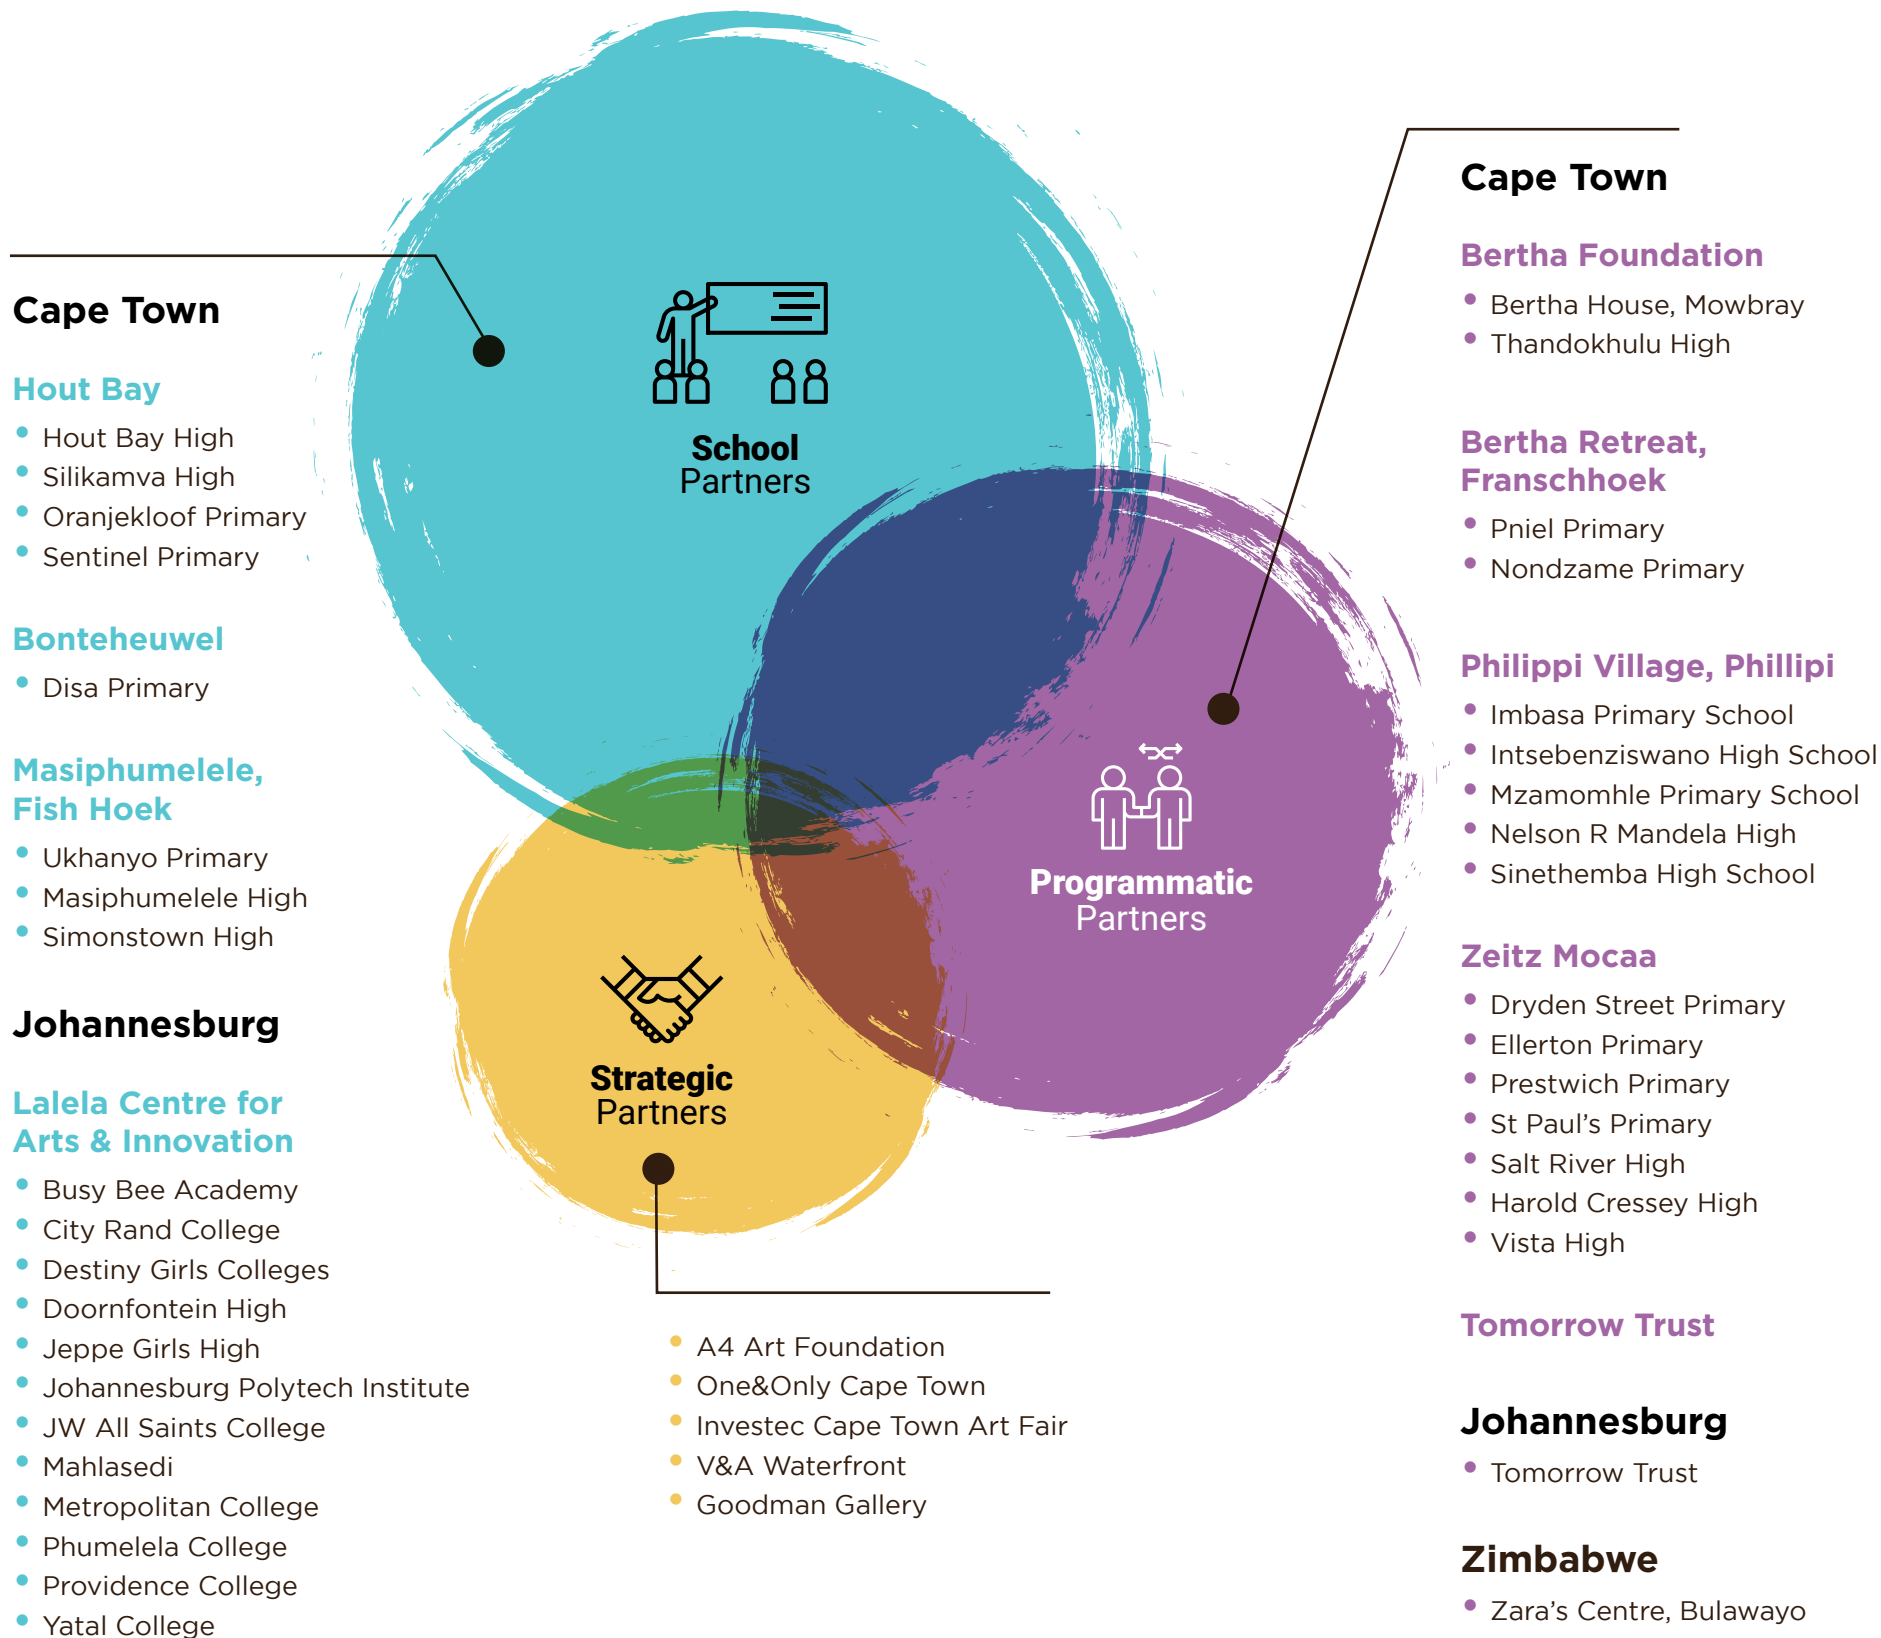 Cape Town
Hout Bay
Hout Bay High
Silikamva High
Oranjekloof Primary
Sentinel Primary
Bonteheuwel
Disa Primary
Masiphumelele,
Fish Hoek
Ukhanyo Primary
Masiphumelele High
Simonstown High
Johannesburg
Lalela Centre for
Arts & Innovation
Busy Bee Academy
City Rand College
Destiny Girls Colleges
Doornfontein High
Jeppe Girls High
Johannesburg Polytech Institute
JW All Saints College
Mahlasedi
Metropolitan College
Phumelela College
Providence College
Yatal College
School
Partners
Programmatic
Partners
Strategic
Partners
A4 Art Foundation
One&Only Cape Town
Investec Cape Town Art Fair
V&A Waterfront
Goodman Gallery
Cape Town
Bertha Foundation
Bertha House, Mowbray
Thandokhulu High
Bertha Retreat,
Franschhoek
Pniel Primary
Nondzame Primary
Philippi Village, Phillipi
Imbasa Primary School
Intsebenziswano High School
Mzamomhle Primary School
Nelson R Mandela High
Sinethemba High School
Zeitz Mocaa
Dryden Street Primary
Ellerton Primary
Prestwich Primary
St Paul's Primary
Salt River High
Harold Cressey High
Vista High
Tomorrow Trust
Johannesburg
Tomorrow Trust
Zimbabwe
Zara's Centre, Bulawayo